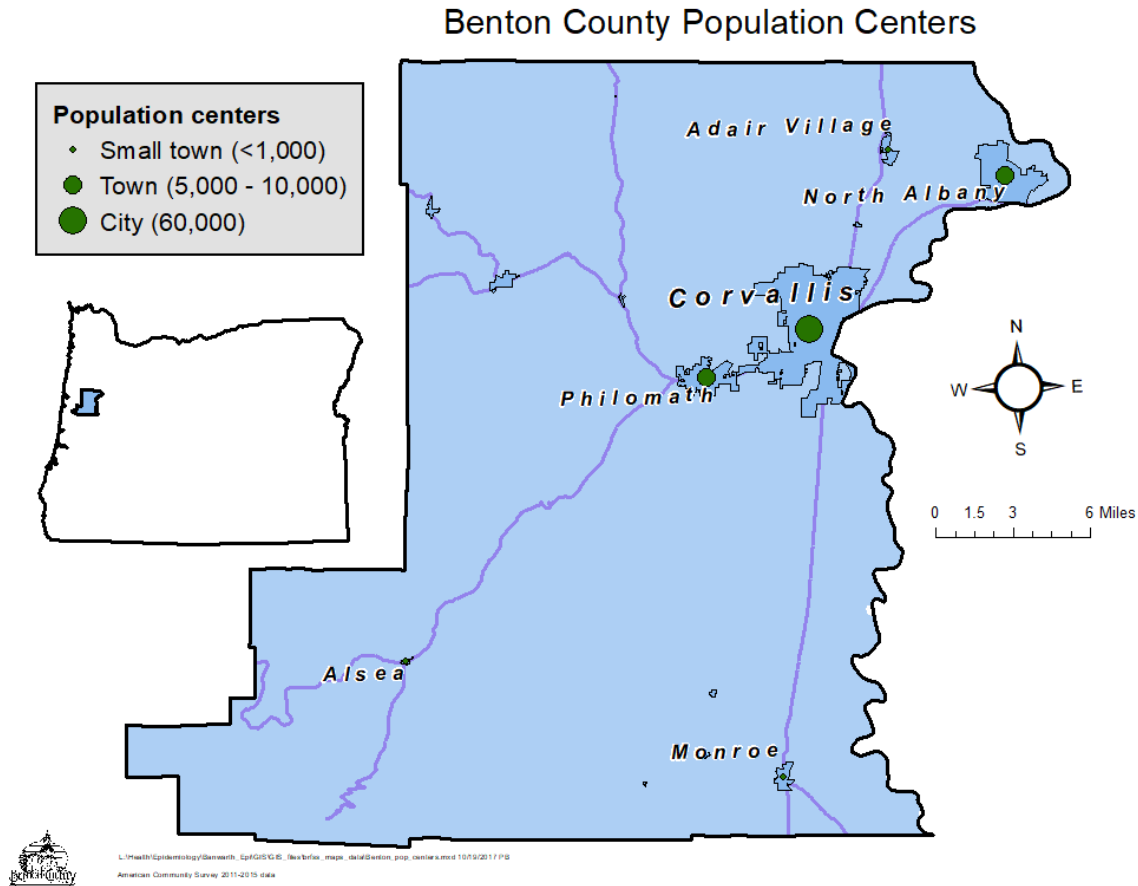 Benton County Population Centers
Population centers
Small town (<1,000)
Town (5,000 - 10,000)
City (60,000)
Adair Village
North Albany
Corvallis
Philomath
N
W
E
S
0 1.5 3 6 Miles
Alsea
Monroe
Benton County
American Community Survey 2011-2015 data